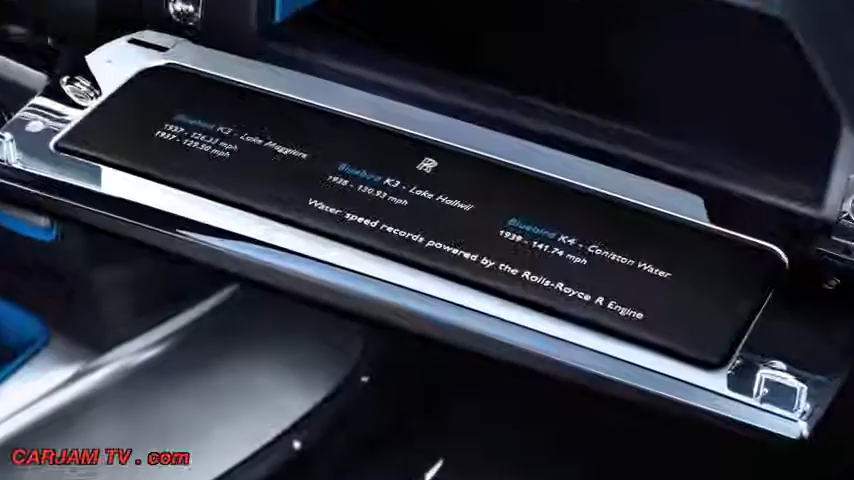 Bluebird K3 - Lake Maggiore
1937 - 126.33 mph
1937 - 129.50 mph
Bluebird K3 - Lake Hallwil
1938 - 130.93 mph
Bluebird K4 - Coniston Water
1939 - 141.74 mph
Water speed records powered by the Rolls-Royce R Engine
CARJAM TV . com